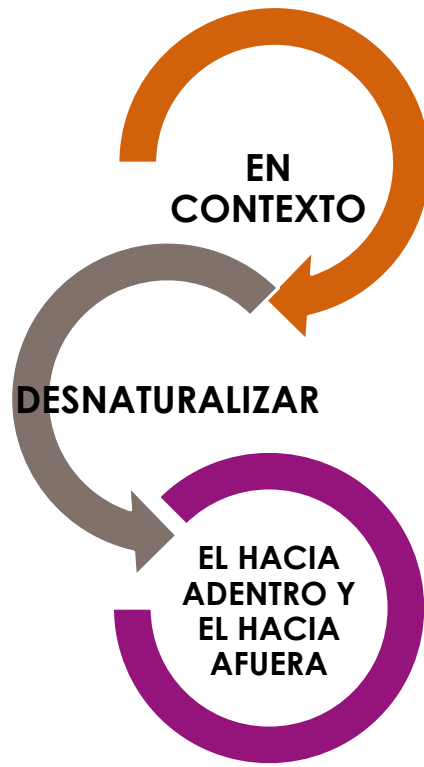 EN
CONTEXTO
DESNATURALIZAR
EL HACIA
ADENTRO Y
EL HACIA
AFUERA